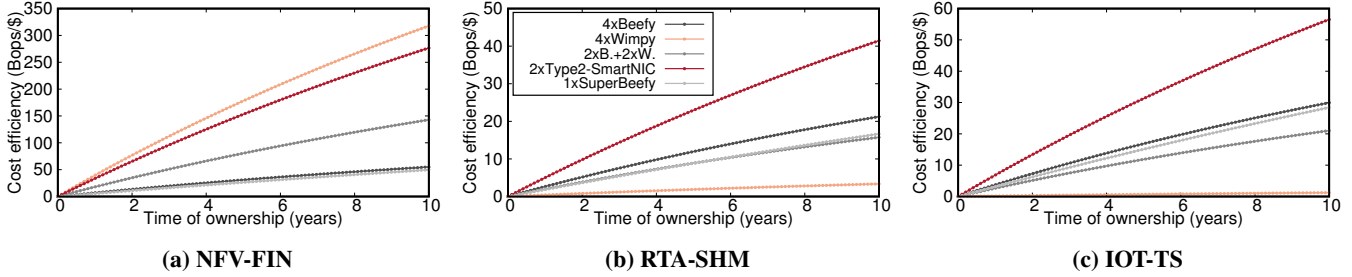 Cost efficiency (Bops/$)
350
300
250
200
150
100
50
0
0 2 4 6 8 10
Time of ownership (years)
(a) NFV-FIN
Cost efficiency (Bops/$)
50
40
30
20
10
0
4xBeefy
4xWimpy
2xB.+2xW.
2xType2-SmartNIC
1xSuperBeefy
0 2 4 6 8 10
Time of ownership (years)
(b) RTA-SHM
Cost efficiency (Bops/$)
60
50
40
30
20
10
0
0 2 4 6 8 10
Time of ownership (years)
(c) IOT-TS